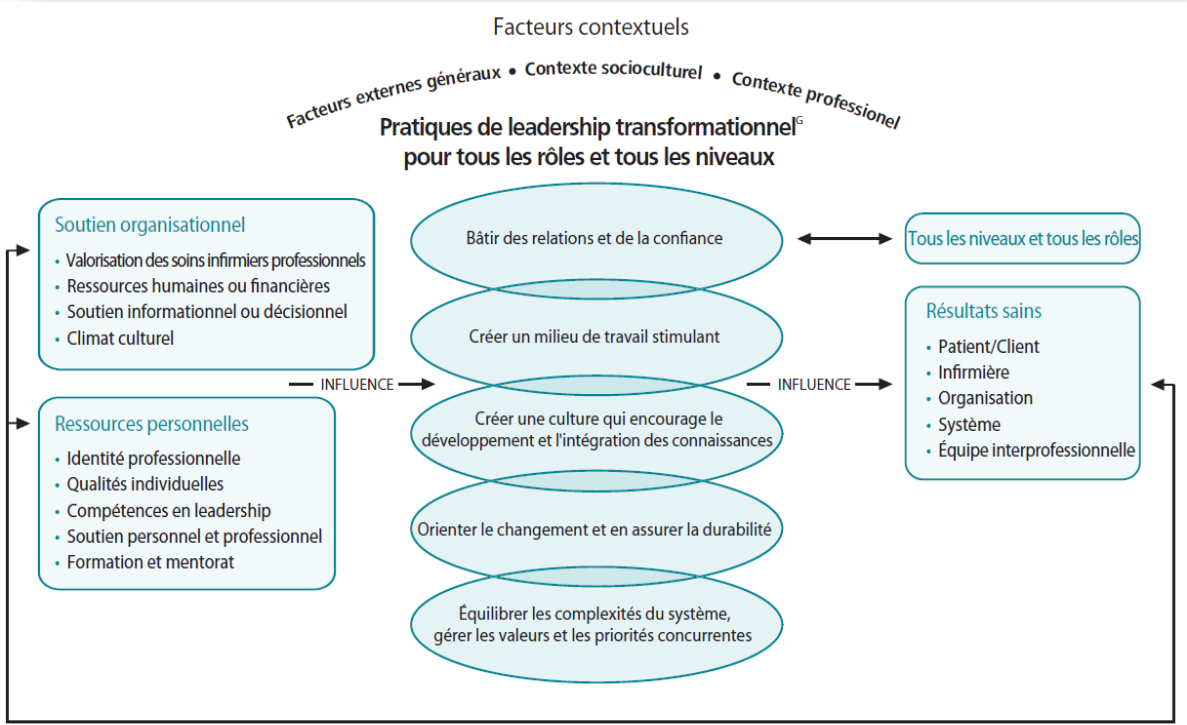 Facteurs contextuels
Facteurs externes généraux • Contexte socioculturel • Contexte professionel
Pratiques de leadership transformationnelᴳ
pour tous les rôles et tous les niveaux
Soutien organisationnel
• Valorisation des soins infirmiers professionnels
• Ressources humaines ou financières
• Soutien informationnel ou décisionnel
• Climat culturel
INFLUENCE
Ressources personnelles
• Identité professionnelle
• Qualités individuelles
• Compétences en leadership
• Soutien personnel et professionnel
• Formation et mentorat
Bâtir des relations et de la confiance
Créer un milieu de travail stimulant
Créer une culture qui encourage le
développement et l'intégration des connaissances
Orienter le changement et en assurer la durabilité
Équilibrer les complexités du système,
gérer les valeurs et les priorités concurrentes
INFLUENCE
Tous les niveaux et tous les rôles
Résultats sains
• Patient/Client
• Infirmière
• Organisation
• Système
• Équipe interprofessionnelle